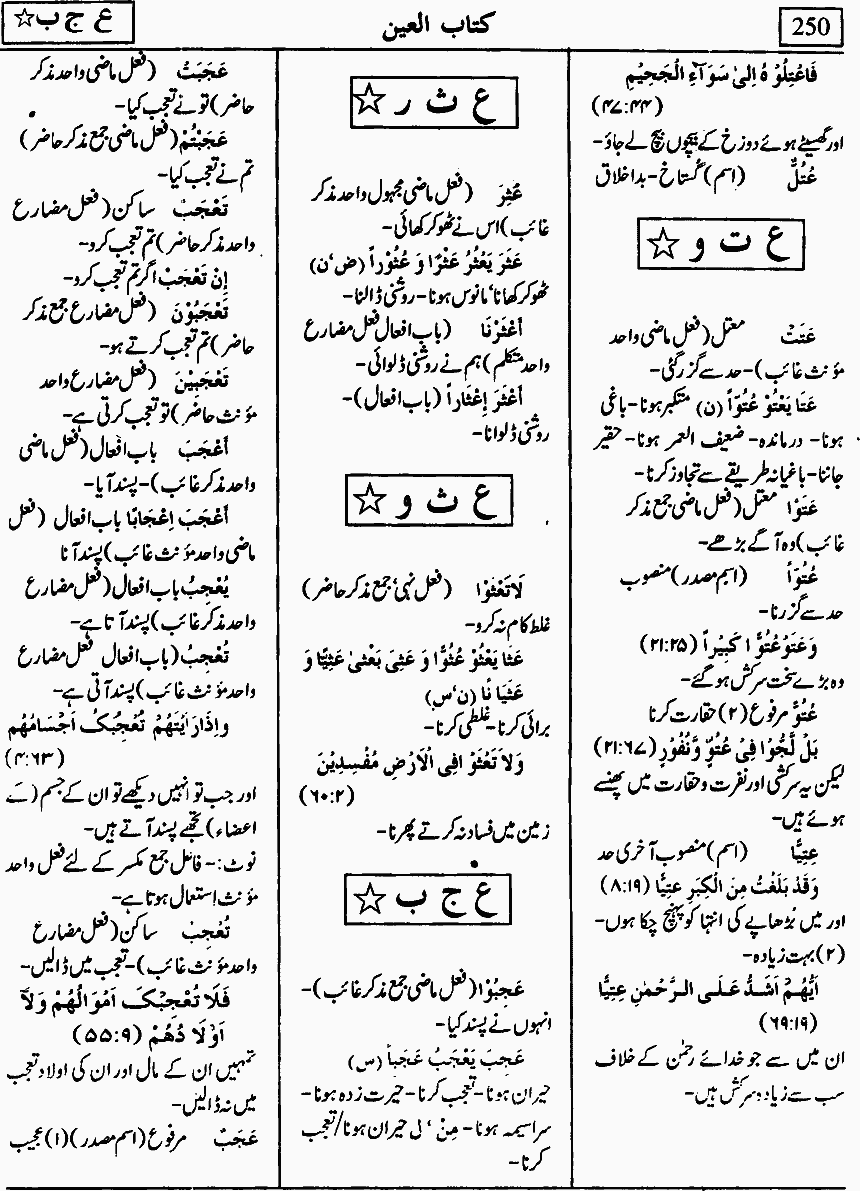 250
کتاب العین
ع ج ب ☆
فَاعْتِلُوْہُ اِلٰی سَوَآءِ الْجَحِیْمِ
(۴۷:۴۴)
اور گھسیٹے ہوئے دوزخ کے بیچوں بیچ لے جاؤ-
عُتُلٌّ (اسم) گستاخ- بداخلاق
ع ت و ☆
عَتَتْ معتل (فعل ماضی واحد
مؤنث غائب)- حد سے گزر گئی-
عَتَا یَعْتُوْ عُتُوّاً (ن) متکبر ہونا- باغی
ہونا- درماندہ- ضعیف العمر ہونا- حقیر
جاننا- باغیانہ طریقے سے تجاوز کرنا-
عَتَوْا معتل (فعل ماضی جمع مذکر
غائب) وہ آگے بڑھے-
عُتُوّاً (اسم مصدر) منصوب
حد سے گزرنا-
وَعَتَوْعُتُوًّا کَبِیْراً (۲۱:۲۵)
وہ بڑے سخت سرکش ہو گئے-
عُتُوٌّ مرفوع (۲) حقارت کرنا
بَلْ لَّجُّوْا فِیْ عُتُوٍّ وَّنُفُوْرٍ (۲۱:۶۷)
لیکن یہ سرکشی اور نفرت و حقارت میں پھنسے
ہوئے ہیں-
عِتِیًّا (اسم) منصوب آخری حد
وَقَدْ بَلَغْتُ مِنَ الْکِبَرِ عِتِیًّا (۸:۱۹)
اور میں بڑھاپے کی انتہا کو پہنچ چکا ہوں-
(۲) بہت زیادہ-
اَیُّهُمْ اَشَدُّ عَلَی الرَّحْمٰنِ عِتِیًّا
(۶۹:۱۹)
ان میں سے جو خدائے رحمٰن کے خلاف
سب سے زیادہ سرکش ہیں-
ع ث ر ☆
عُثِرَ (فعل ماضی مجہول واحد مذکر
غائب) اس نے ٹھوکر کھائی-
عَثَرَ یَعْثُرُ عَثْرًا وَ عُثُوْراً (ض‘ن)
ٹھوکر کھانا‘ مانوس ہونا- روشنی ڈالنا-
اَعْثَرْنَا (باب افعال فعل مضارع
واحد متکلم) ہم نے روشنی ڈلوائی-
اَعْثَرَ اِعْثَاراً (باب افعال)-
روشنی ڈلوانا-
ع ث و ☆
لَاتَعْثَوْا (فعل نہی‘ جمع مذکر حاضر)
غلط کام نہ کرو-
عَثَا یَعْثُوْ عُثُوًّا وَ عَثِیَ یَعْثٰی عَثِیًّا وَ
عَثَیَانًا (ن‘س)
برائی کرنا- غلطی کرنا-
وَلَاتَعْثَوْافِی الْاَرْضِ مُفْسِدِیْنَ
(۶۰:۲)
زمین میں فساد نہ کرتے پھرنا-
ع ج ب ☆
عَجِبُوْا (فعل ماضی جمع مذکر غائب)-
انہوں نے پسند کیا-
عَجِبَ یَعْجَبُ عَجَباً (س)
حیران ہونا- تعجب کرنا- حیرت زدہ ہونا-
سراسیمہ ہونا- مِنْ ‘ ل حیران ہونا/تعجب
کرنا-
عَجِبْتَ (فعل ماضی واحد مذکر
حاضر) تو نے تعجب کیا-
عَجِبْتُمْ (فعل ماضی جمع مذکر حاضر)
تم نے تعجب کیا-
تَعْجَبْ ساکن (فعل مضارع
واحد مذکر حاضر) تم تعجب کرو-
اِنْ تَعْجَبْ اگر تم تعجب کرو-
تَعْجَبُوْنَ (فعل مضارع جمع مذکر
حاضر) تم تعجب کرتے ہو-
تَعْجَبِیْنَ (فعل مضارع واحد
مؤنث حاضر) تو تعجب کرتی ہے-
اَعْجَبَ باب افعال (فعل ماضی
واحد مذکر غائب)- پسند آیا-
اَعْجَبَ اِعْجَابًا باب افعال (فعل
ماضی واحد مؤنث غائب) پسند آنا
یُعْجِبُ باب افعال (فعل مضارع
واحد مذکر غائب) پسند آتا ہے-
تُعْجِبُ (باب افعال فعل مضارع
واحد مؤنث غائب) پسند آتی ہے-
وَاِذَارَاَیْتَهُمْ تُعْجِبُکَ اَجْسَامُهُمْ
(۴:۶۳)
اور جب تو انہیں دیکھے تو ان کے جسم (کے
اعضاء) تجھے پسند آتے ہیں-
نوٹ:- فاعل جمع مکسر کے لئے فعل واحد
مؤنث استعمال ہوتا ہے-
تُعْجِبْ ساکن (فعل مضارع
واحد مؤنث غائب)- تعجب میں ڈالیں-
فَلَا تُعْجِبْکَ اَمْوَالُهُمْ وَلَآ
اَوْلَادُهُمْ (۵۵:۹)
تمہیں ان کے مال اور ان کی اولاد تعجب
میں نہ ڈالیں-
عَجَبٌ مرفوع (اسم مصدر) (۱) عجیب